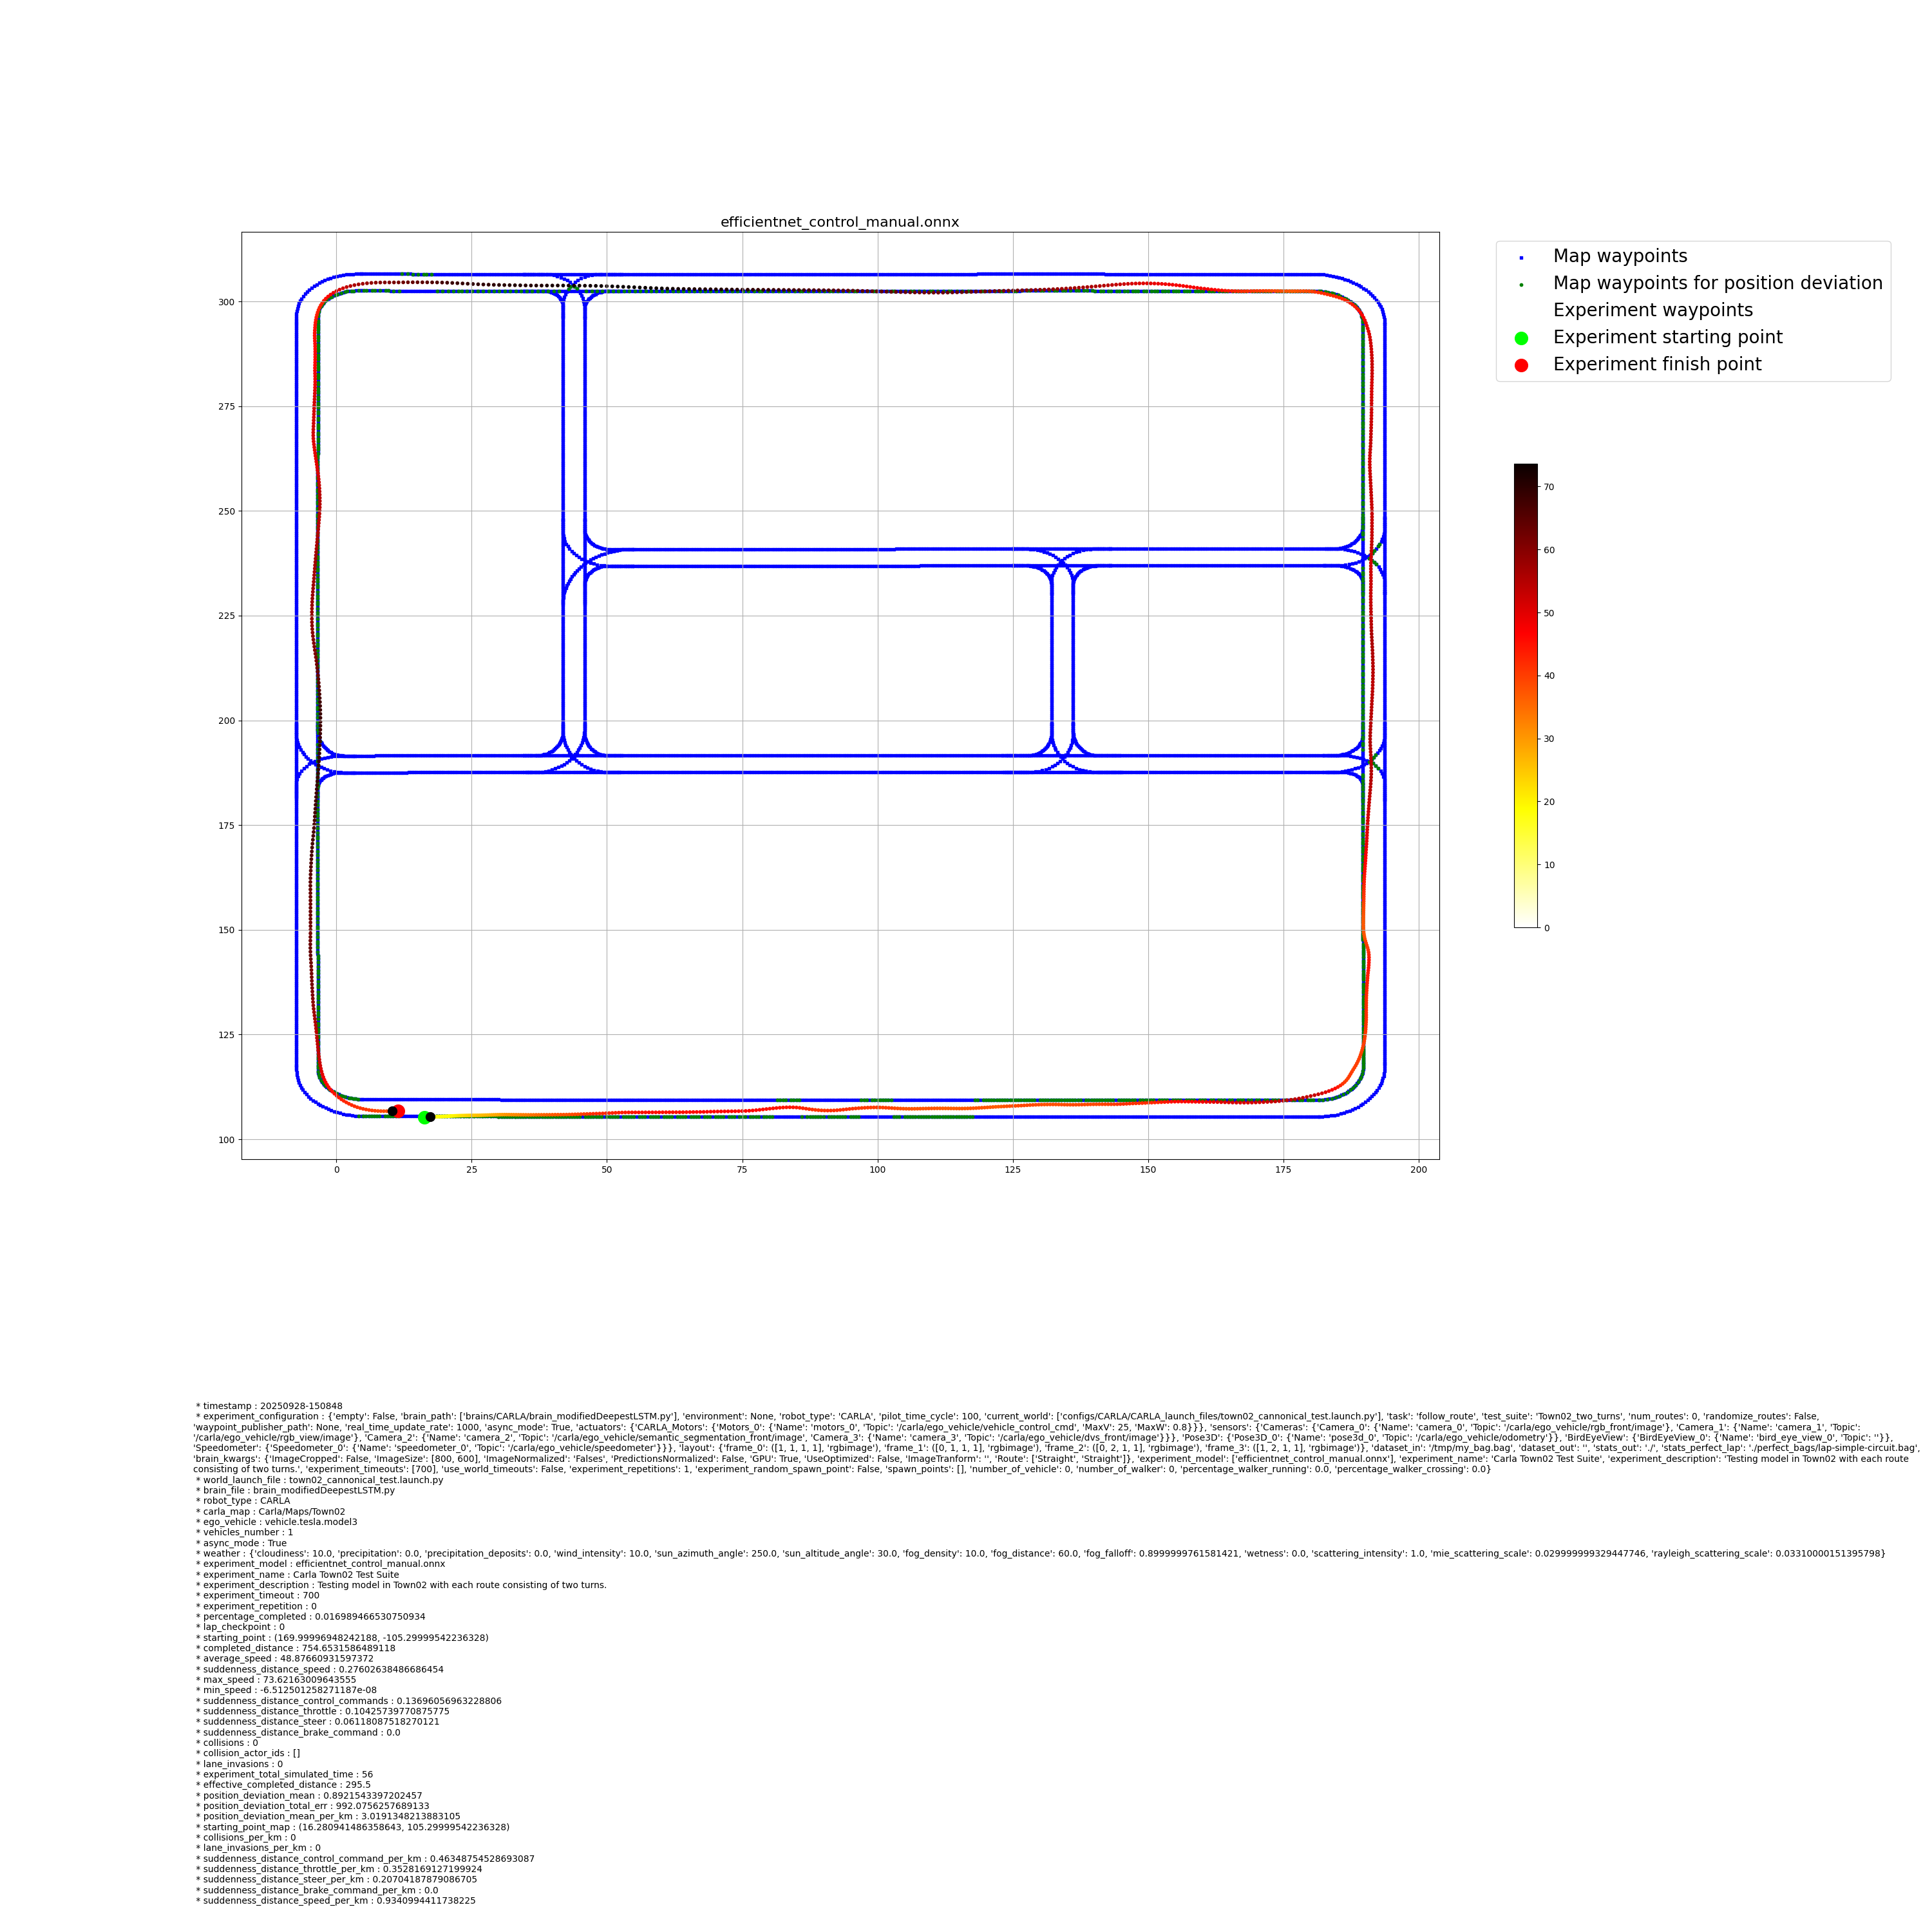 efficientnet_control_manual.onnx
Map waypoints
Map waypoints for position deviation
Experiment waypoints
Experiment starting point
Experiment finish point
300
275
250
225
200
175
150
125
100
0
25
50
75
100
125
150
175
200
70
60
50
40
30
20
10
0
* timestamp : 20250928-150848
* experiment_configuration : {'empty': False, 'brain_path': ['brains/CARLA/brain_modifiedDeepestLSTM.py'], 'environment': None, 'robot_type': 'CARLA', 'pilot_time_cycle': 100, 'current_world': ['configs/CARLA/CARLA_launch_files/town02_cannonical_test.launch.py'], 'task': 'follow_route', 'test_suite': 'Town02_two_turns', 'num_routes': 0, 'randomize_routes': False,
'waypoint_publisher_path': None, 'real_time_update_rate': 1000, 'async_mode': True, 'actuators': {'CARLA_Motors': {'Motors_0': {'Name': 'motors_0', 'Topic': '/carla/ego_vehicle/vehicle_control_cmd', 'MaxV': 25, 'MaxW': 0.8}}}, 'sensors': {'Cameras': {'Camera_0': {'Name': 'camera_0', 'Topic': '/carla/ego_vehicle/rgb_front/image'}, 'Camera_1': {'Name': 'camera_1', 'Topic':
'/carla/ego_vehicle/rgb_view/image'}, 'Camera_2': {'Name': 'camera_2', 'Topic': '/carla/ego_vehicle/semantic_segmentation_front/image', 'Camera_3': {'Name': 'camera_3', 'Topic': '/carla/ego_vehicle/dvs_front/image'}}}, 'Pose3D': {'Pose3D_0': {'Name': 'pose3d_0', 'Topic': '/carla/ego_vehicle/odometry'}}, 'BirdEyeView': {'BirdEyeView_0': {'Name': 'bird_eye_view_0', 'Topic': ''}},
'Speedometer': {'Speedometer_0': {'Name': 'speedometer_0', 'Topic': '/carla/ego_vehicle/speedometer'}}}, 'layout': {'frame_0': ([1, 1, 1, 1], 'rgbimage'), 'frame_1': ([0, 1, 1, 1], 'rgbimage'), 'frame_2': ([0, 2, 1, 1], 'rgbimage'), 'frame_3': ([1, 2, 1, 1], 'rgbimage')}, 'dataset_in': '/tmp/my_bag.bag', 'dataset_out': '', 'stats_out': './', 'stats_perfect_lap': './perfect_bags/lap-simple-circuit.bag',
'brain_kwargs': {'ImageCropped': False, 'ImageSize': [800, 600], 'ImageNormalized': 'Falses', 'PredictionsNormalized': False, 'GPU': True, 'UseOptimized': False, 'ImageTranform': '', 'Route': ['Straight', 'Straight']}, 'experiment_model': ['efficientnet_control_manual.onnx'], 'experiment_name': 'Carla Town02 Test Suite', 'experiment_description': 'Testing model in Town02 with each route
consisting of two turns.', 'experiment_timeouts': [700], 'use_world_timeouts': False, 'experiment_repetitions': 1, 'experiment_random_spawn_point': False, 'spawn_points': [], 'number_of_vehicle': 0, 'number_of_walker': 0, 'percentage_walker_running': 0.0, 'percentage_walker_crossing': 0.0}
* world_launch_file : town02_cannonical_test.launch.py
* brain_file : brain_modifiedDeepestLSTM.py
* robot_type : CARLA
* carla_map : Carla/Maps/Town02
* ego_vehicle : vehicle.tesla.model3
* vehicles_number : 1
* async_mode : True
* weather : {'cloudiness': 10.0, 'precipitation': 0.0, 'precipitation_deposits': 0.0, 'wind_intensity': 10.0, 'sun_azimuth_angle': 250.0, 'sun_altitude_angle': 30.0, 'fog_density': 10.0, 'fog_distance': 60.0, 'fog_falloff': 0.8999999761581421, 'wetness': 0.0, 'scattering_intensity': 1.0, 'mie_scattering_scale': 0.029999999329447746, 'rayleigh_scattering_scale': 0.03310000151395798}
* experiment_model : efficientnet_control_manual.onnx
* experiment_name : Carla Town02 Test Suite
* experiment_description : Testing model in Town02 with each route consisting of two turns.
* experiment_timeout : 700
* experiment_repetition : 0
* percentage_completed : 0.016989466530750934
* lap_checkpoint : 0
* starting_point : (169.99996948242188, -105.29999542236328)
* completed_distance : 754.6531586489118
* average_speed : 48.87660931597372
* suddenness_distance_speed : 0.27602638486686454
* max_speed : 73.62163009643555
* min_speed : -6.512501258271187e-08
* suddenness_distance_control_commands : 0.13696056963228806
* suddenness_distance_throttle : 0.10425739770875775
* suddenness_distance_steer : 0.06118087518270121
* suddenness_distance_brake_command : 0.0
* collisions : 0
* collision_actor_ids : []
* lane_invasions : 0
* experiment_total_simulated_time : 56
* effective_completed_distance : 295.5
* position_deviation_mean : 0.8921543397202457
* position_deviation_total_err : 992.0756257689133
* position_deviation_mean_per_km : 3.0191348213883105
* starting_point_map : (16.280941486358643, 105.29999542236328)
* collisions_per_km : 0
* lane_invasions_per_km : 0
* suddenness_distance_control_command_per_km : 0.46348754528693087
* suddenness_distance_throttle_per_km : 0.3528169127199924
* suddenness_distance_steer_per_km : 0.20704187879086705
* suddenness_distance_brake_command_per_km : 0.0
* suddenness_distance_speed_per_km : 0.9340994411738225